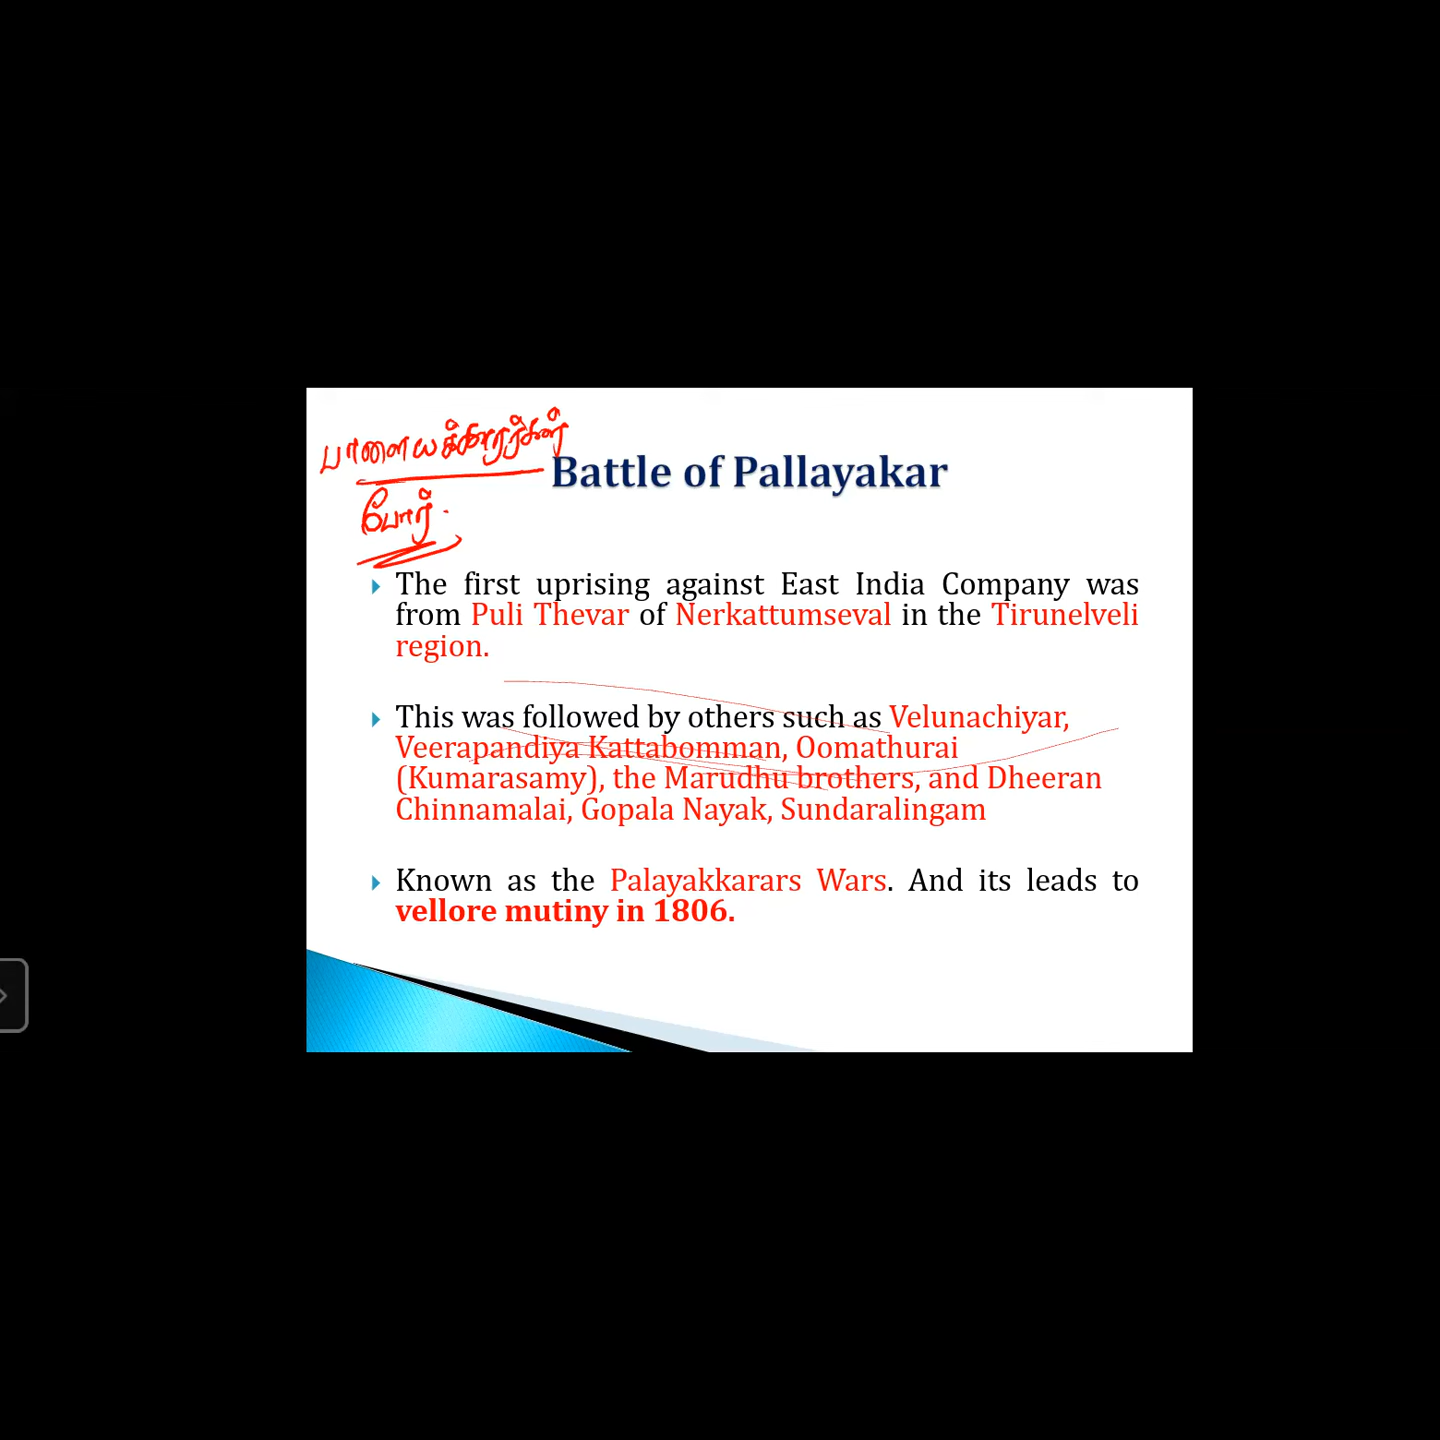 பாளையக்காரர்கள்
Battle of Pallayakar
போர்.
The first uprising against East India Company was
from Puli Thevar of Nerkattumseval in the Tirunelveli
region.
This was followed by others such as Velunachiyar,
Veerapandiya Kattabomman, Oomathurai
(Kumarasamy), the Marudhu brothers, and Dheeran
Chinnamalai, Gopala Nayak, Sundaralingam
Known as the Palayakkarars Wars. And its leads to
vellore mutiny in 1806.